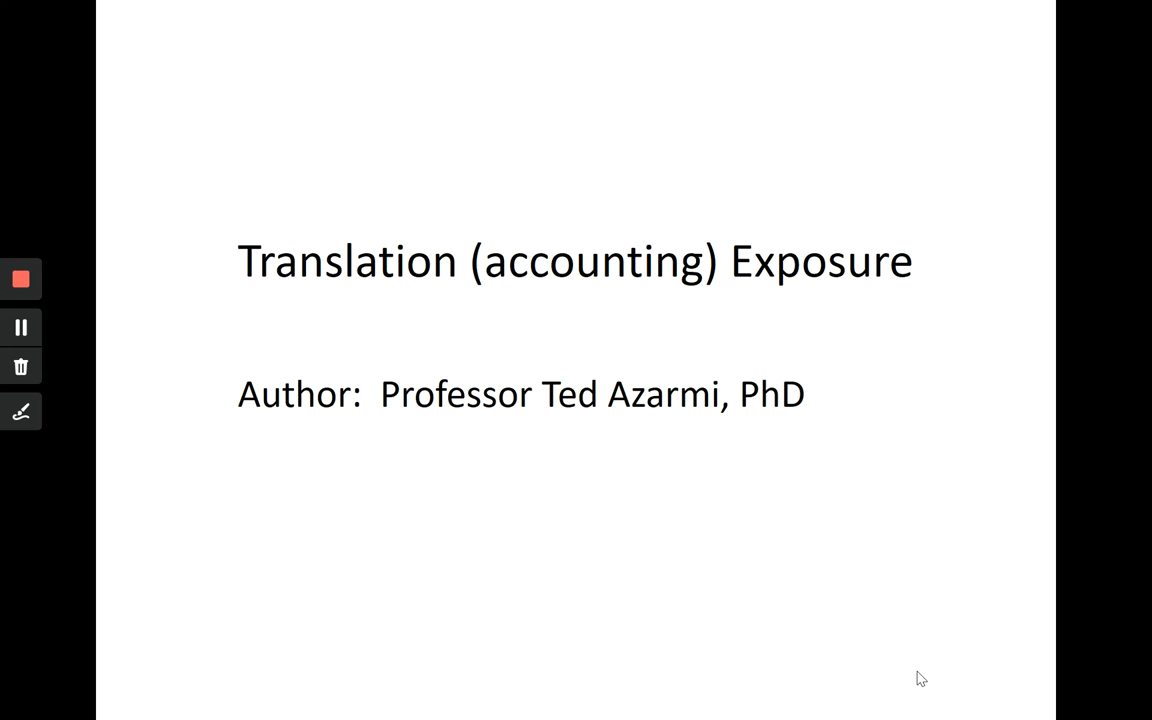 Translation (accounting) Exposure
Author:  Professor Ted Azarmi, PhD